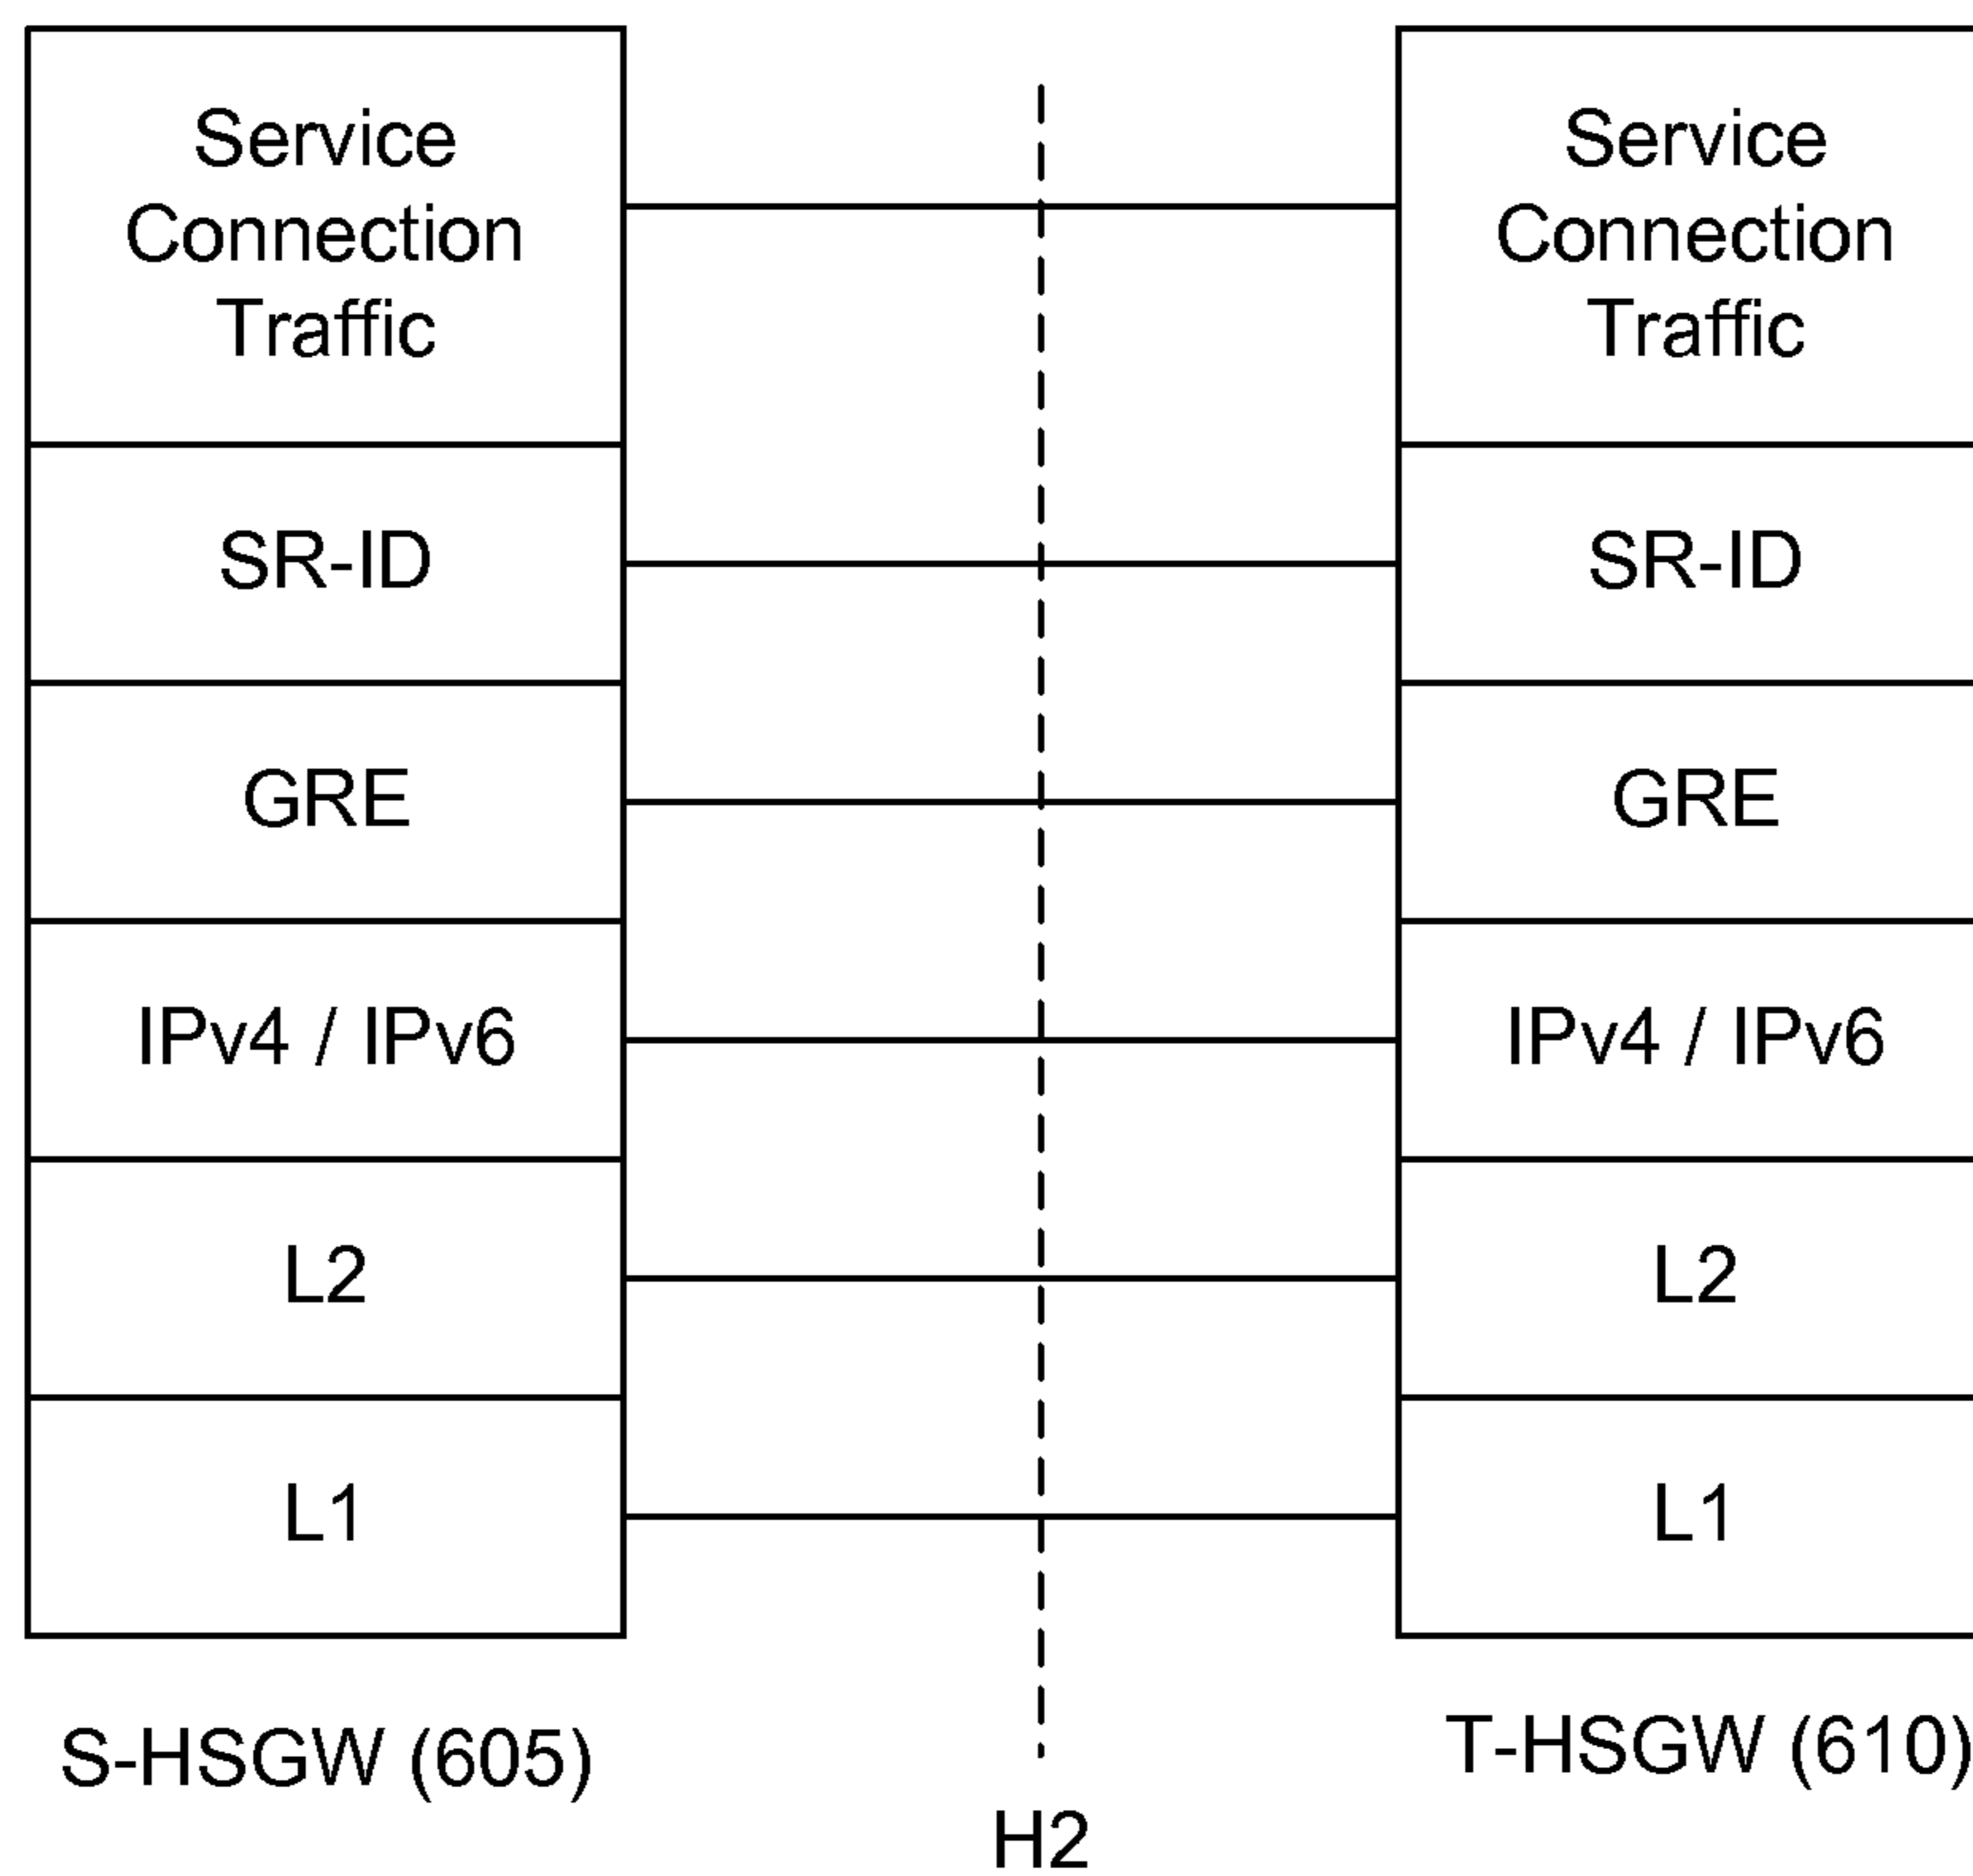 Service
Connection
Traffic
SR-ID
GRE
IPv4 / IPv6
L2
L1
S-HSGW (605)
Service
Connection
Traffic
SR-ID
GRE
IPv4 / IPv6
L2
L1
T-HSGW (610)
H2